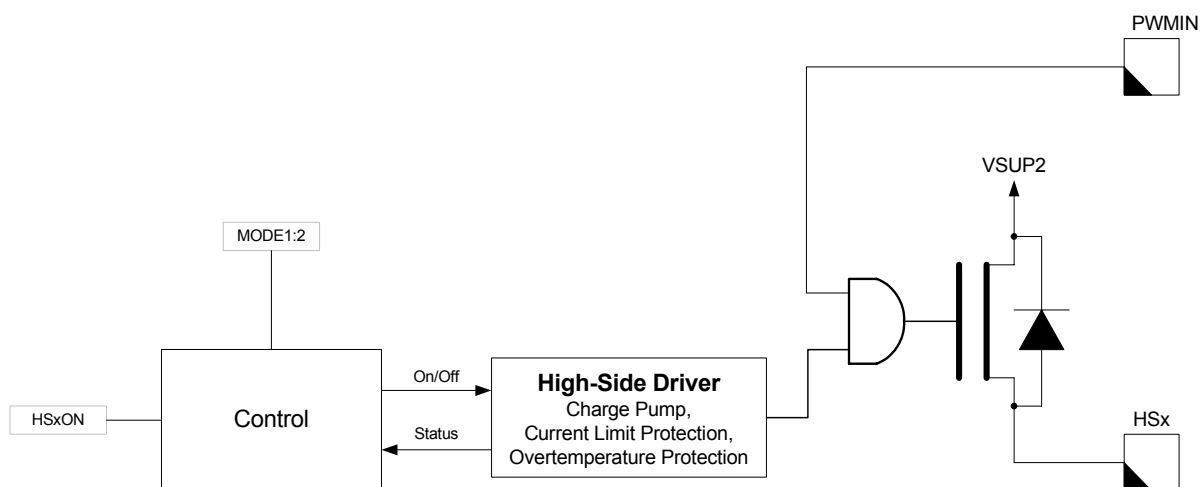 PWMIN
VSUP2
MODE1:2
On/Off
High-Side Driver
Charge Pump,
Current Limit Protection,
Overtemperature Protection
Control
Status
HSxON
HSx